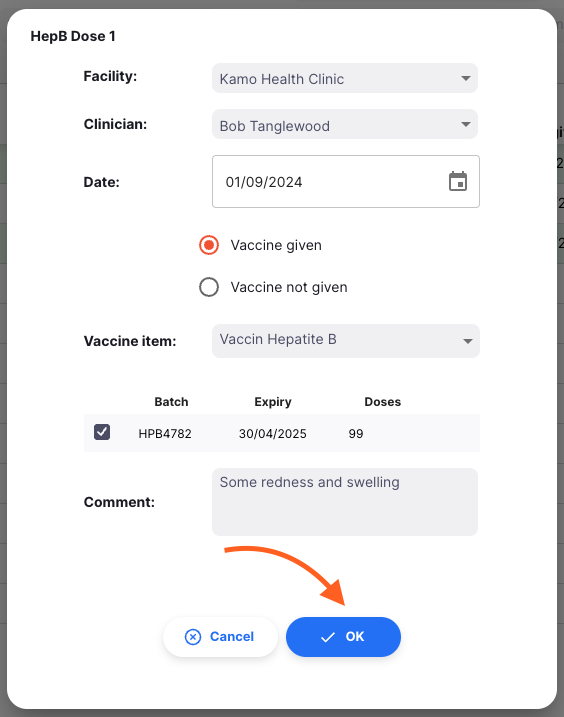 HepB Dose 1
Facility: Kamo Health Clinic
Clinician: Bob Tanglewood
Date: 01/09/2024
Vaccine given
Vaccine not given
Vaccine item: Vaccin Hepatite B
Batch Expiry Doses
HPB4782 30/04/2025 99
Comment: Some redness and swelling
Cancel OK